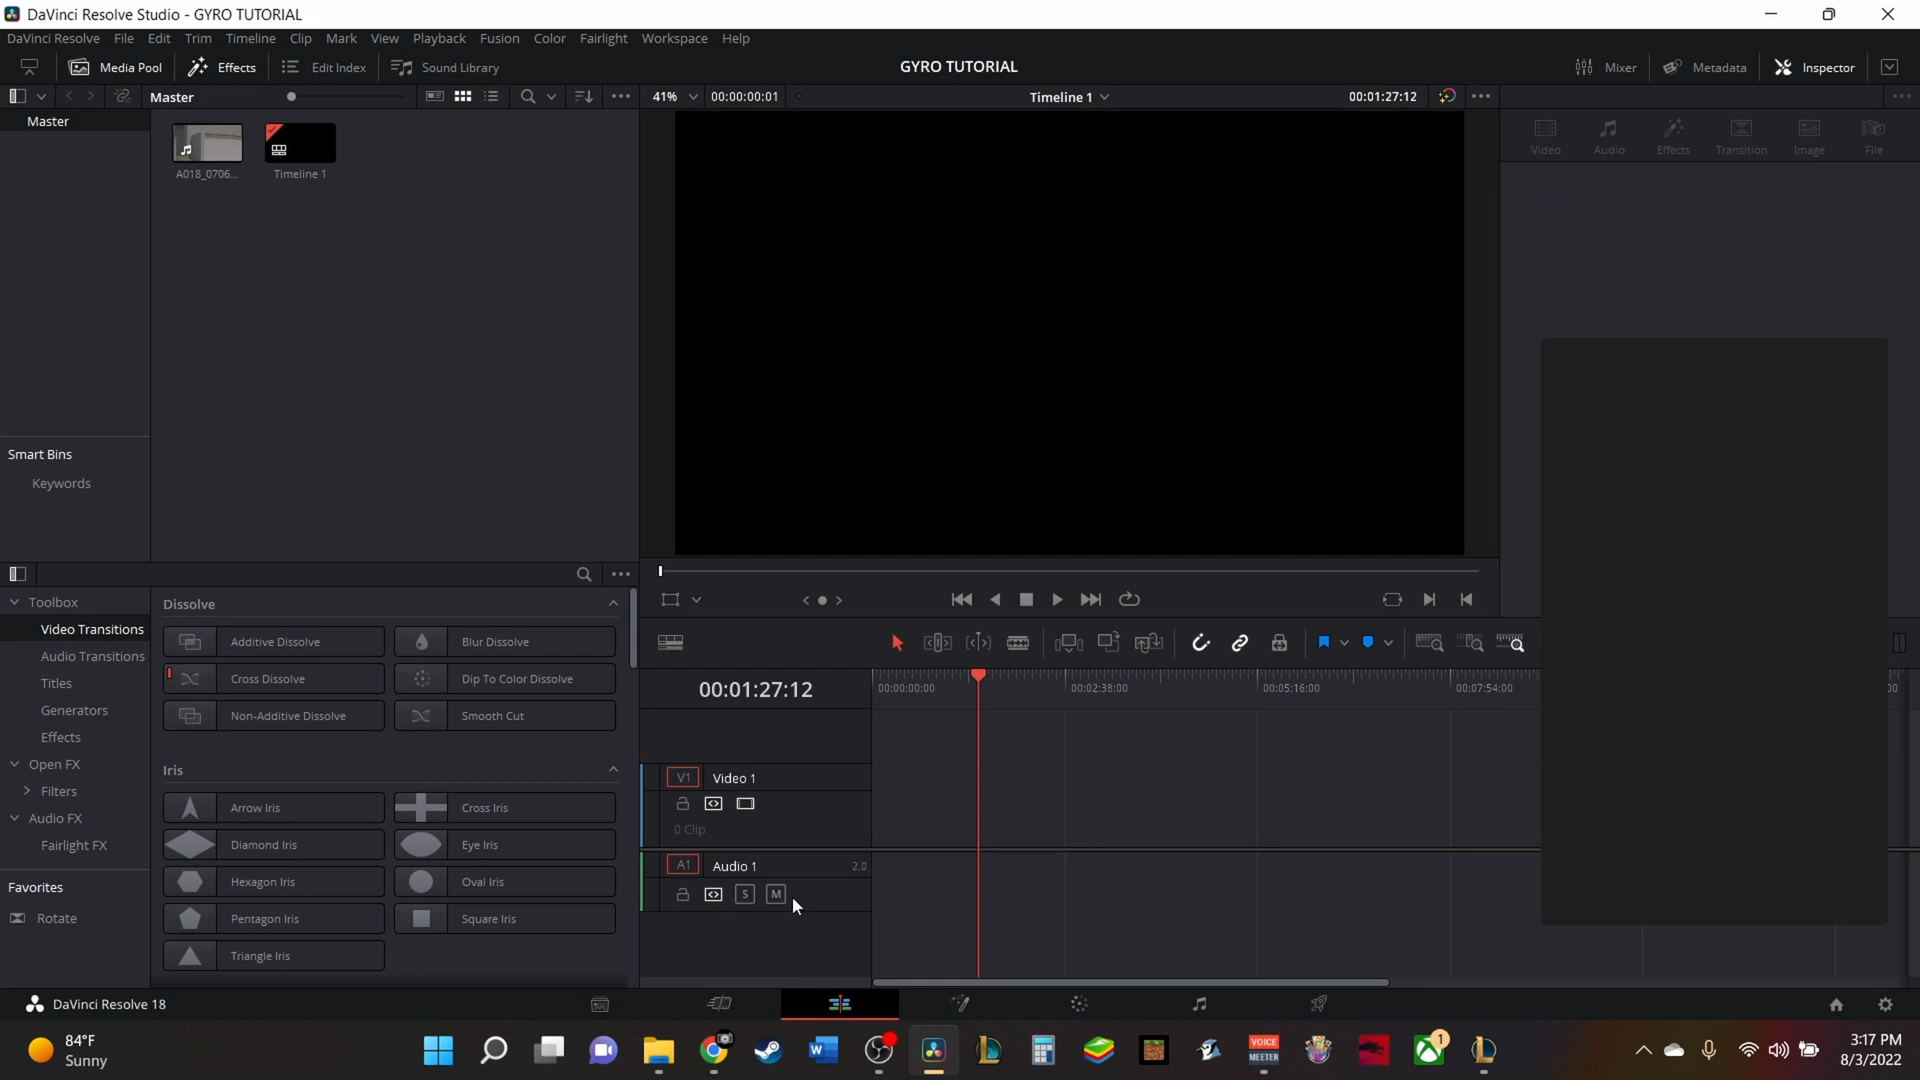 DaVinci Resolve Studio - GYRO TUTORIAL
DaVinci Resolve File Edit Trim Timeline Clip Mark View Playback Fusion Color Fairlight Workspace Help
Media Pool Effects Edit Index Sound Library GYRO TUTORIAL Mixer Metadata Inspector
Master 41% 00:00:00:01 Timeline 1 00:01:27:12
Master
Video Audio Effects Transition Image File
A018_0706... Timeline 1
Smart Bins
Keywords
Toolbox
Video Transitions
Audio Transitions
Titles
Generators
Effects
Open FX
Filters
Audio FX
Fairlight FX
Favorites
Rotate
Dissolve
Additive Dissolve Blur Dissolve
Cross Dissolve Dip To Color Dissolve
Non-Additive Dissolve Smooth Cut
Iris
Arrow Iris Cross Iris
Diamond Iris Eye Iris
Hexagon Iris Oval Iris
Pentagon Iris Square Iris
Triangle Iris
00:01:27:12 00:00:00:00 00:02:38:00 00:05:16:00 00:07:54:00 00
V1 Video 1
0 Clip
A1 Audio 1 2.0
S M
DaVinci Resolve 18
84°F
Sunny
VOICE
MEETER
1
3:17 PM
8/3/2022